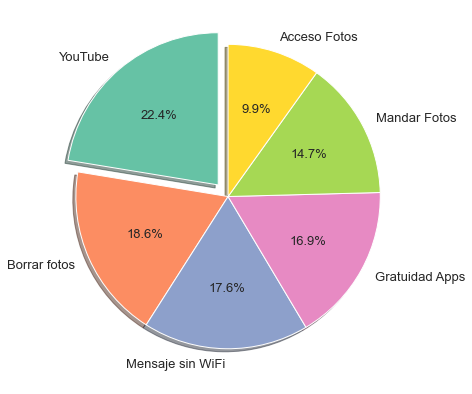 Acceso Fotos
YouTube
9.9%
22.4%
Mandar Fotos
14.7%
18.6%
16.9%
Borrar fotos
Gratuidad Apps
17.6%
Mensaje sin WiFi